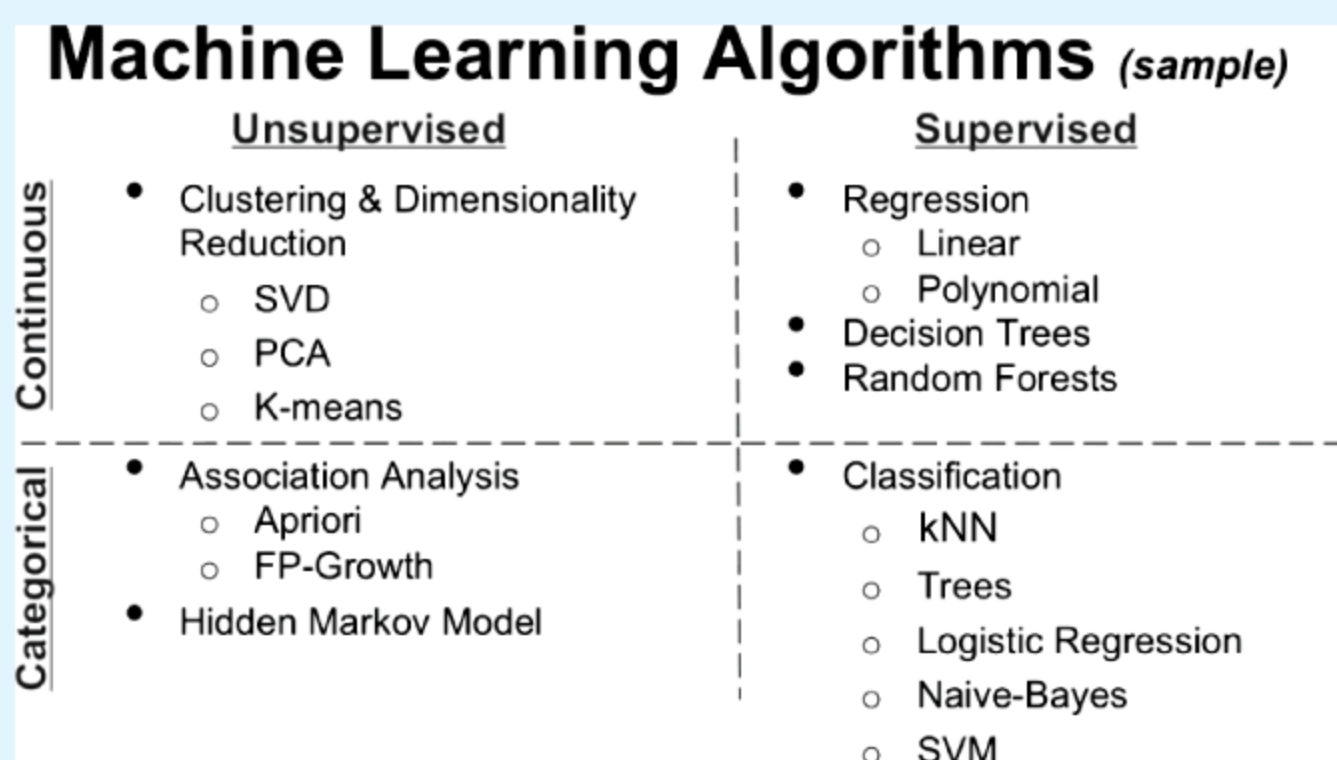 Machine Learning Algorithms (sample)
Unsupervised
Supervised
Continuous
Clustering & Dimensionality
Reduction
SVD
PCA
K-means
Regression
Linear
Polynomial
Decision Trees
Random Forests
Categorical
Association Analysis
Apriori
FP-Growth
Hidden Markov Model
Classification
kNN
Trees
Logistic Regression
Naive-Bayes
SVM